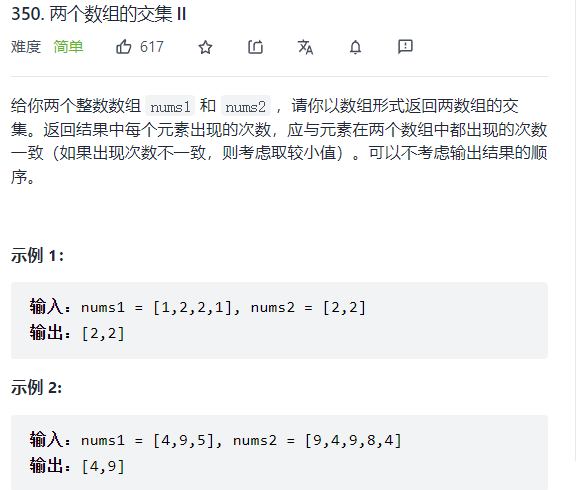 350. 两个数组的交集 II
难度 简单 617
给你两个整数数组 nums1 和 nums2 ，请你以数组形式返回两数组的交
集。返回结果中每个元素出现的次数，应与元素在两个数组中都出现的次数
一致（如果出现次数不一致，则考虑取较小值）。可以不考虑输出结果的顺
序。
示例 1：
输入：nums1 = [1,2,2,1], nums2 = [2,2]
输出：[2,2]
示例 2:
输入：nums1 = [4,9,5], nums2 = [9,4,9,8,4]
输出：[4,9]